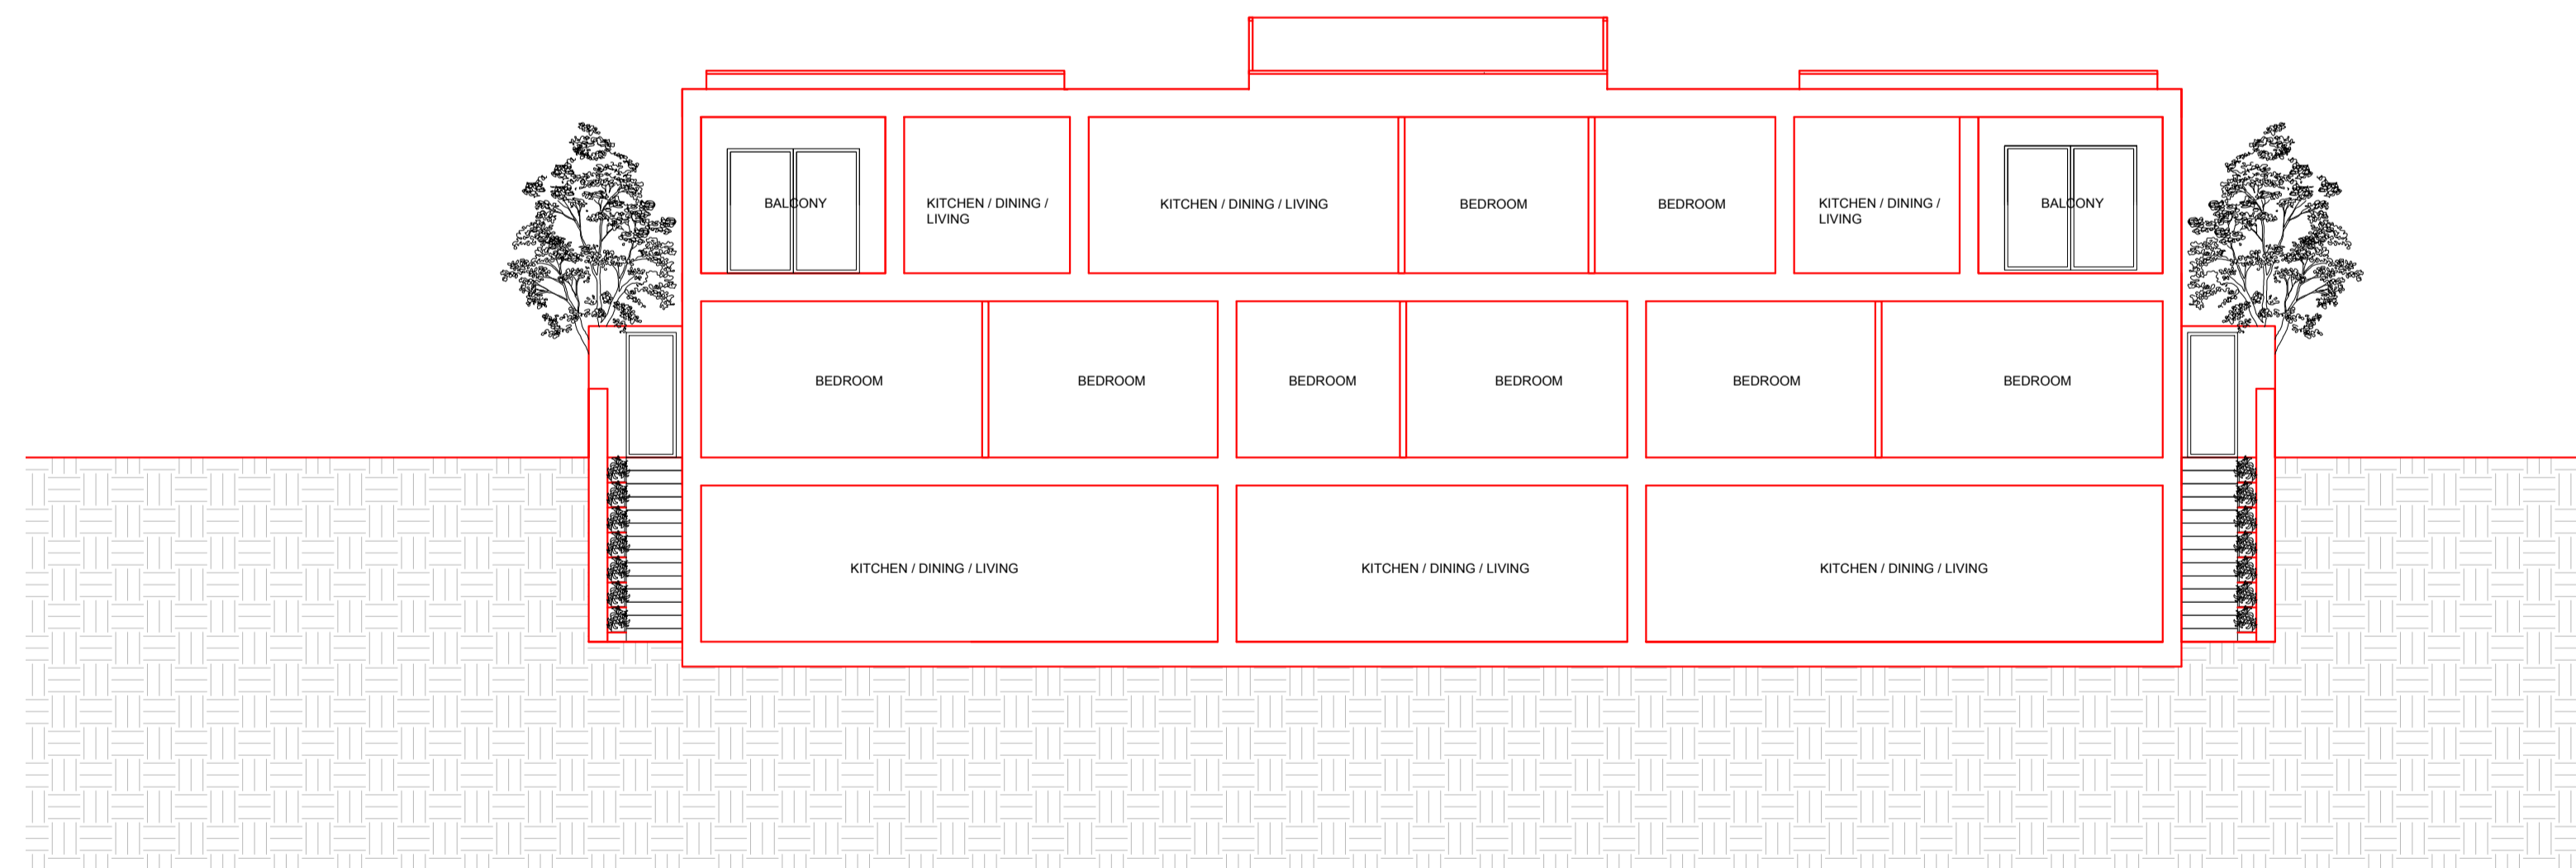 BALCONY
KITCHEN / DINING /
LIVING
KITCHEN / DINING / LIVING
BEDROOM
BEDROOM
KITCHEN / DINING /
LIVING
BALCONY
BEDROOM
BEDROOM
BEDROOM
BEDROOM
BEDROOM
BEDROOM
KITCHEN / DINING / LIVING
KITCHEN / DINING / LIVING
KITCHEN / DINING / LIVING